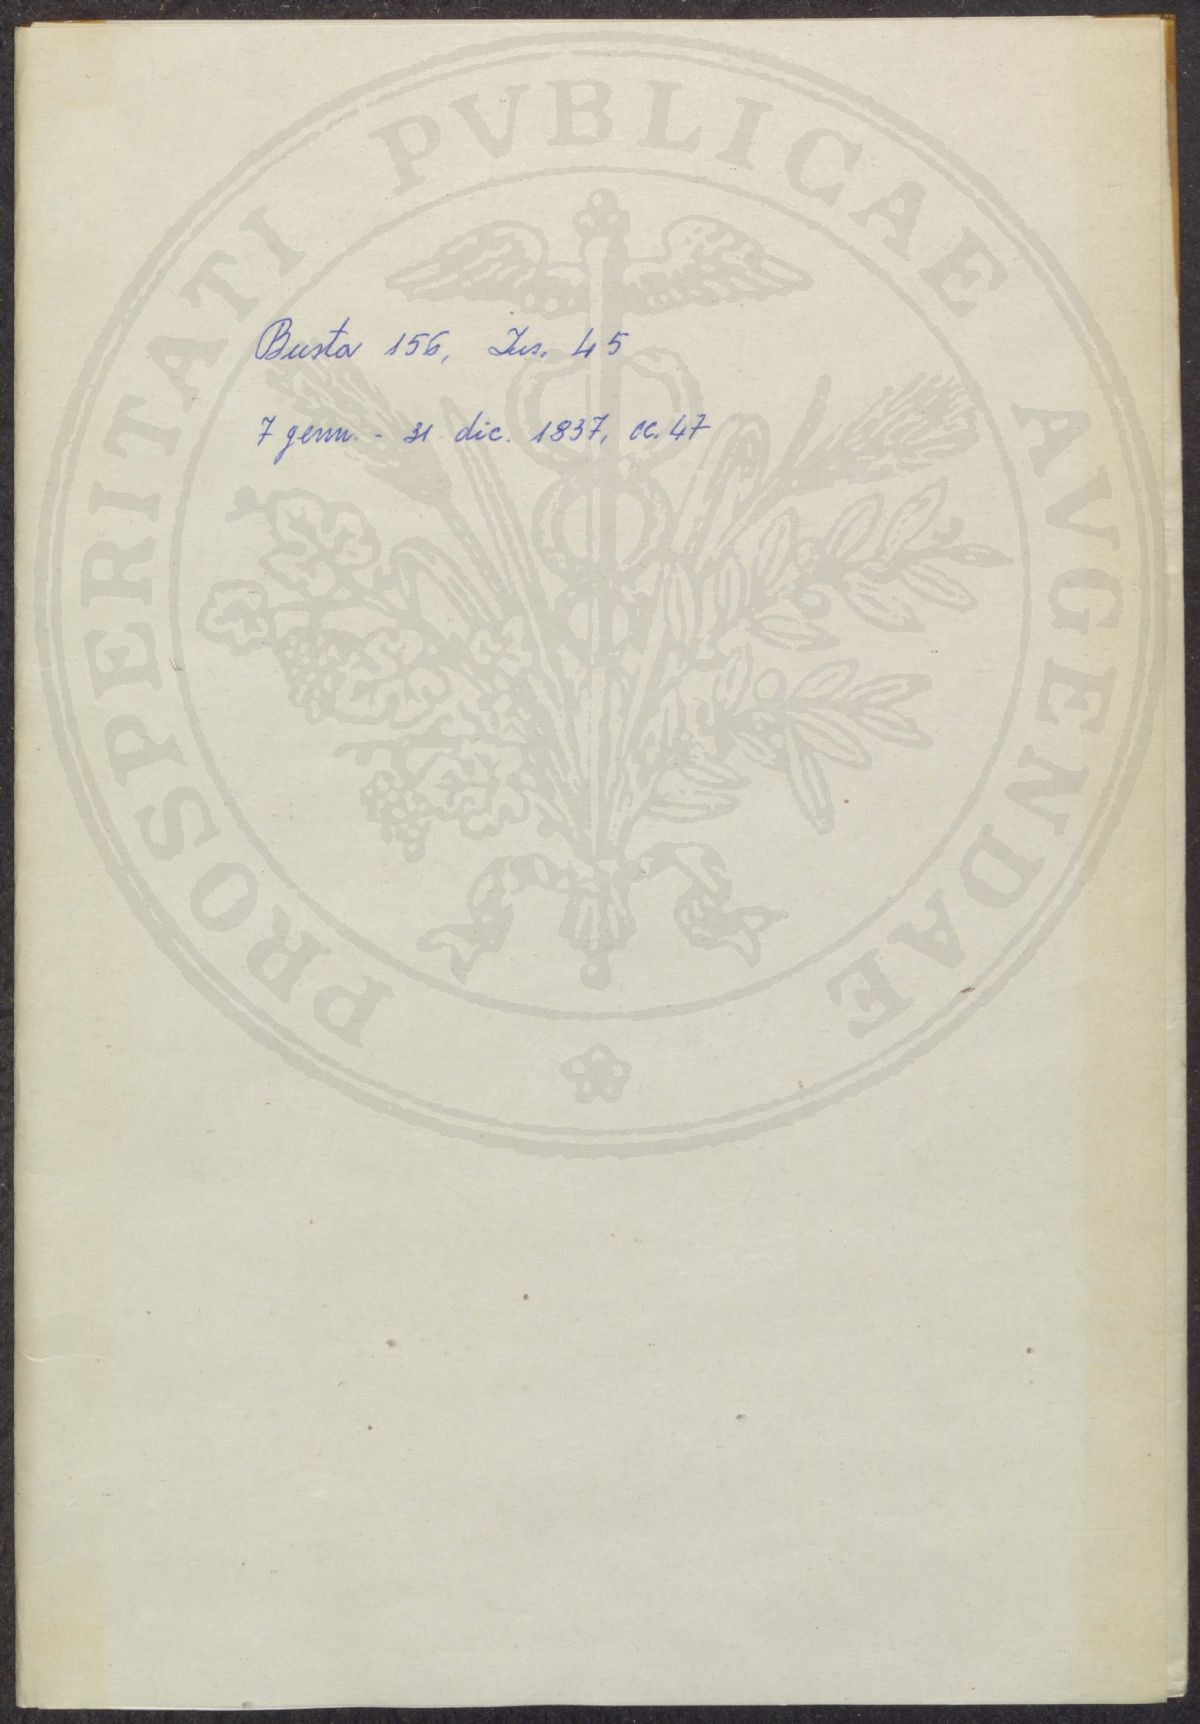 Busta 156, Ins. 45
7 genn. - 31 dic. 1837, cc. 47
PROSPERITATI PVBLICAE AVGENDAE